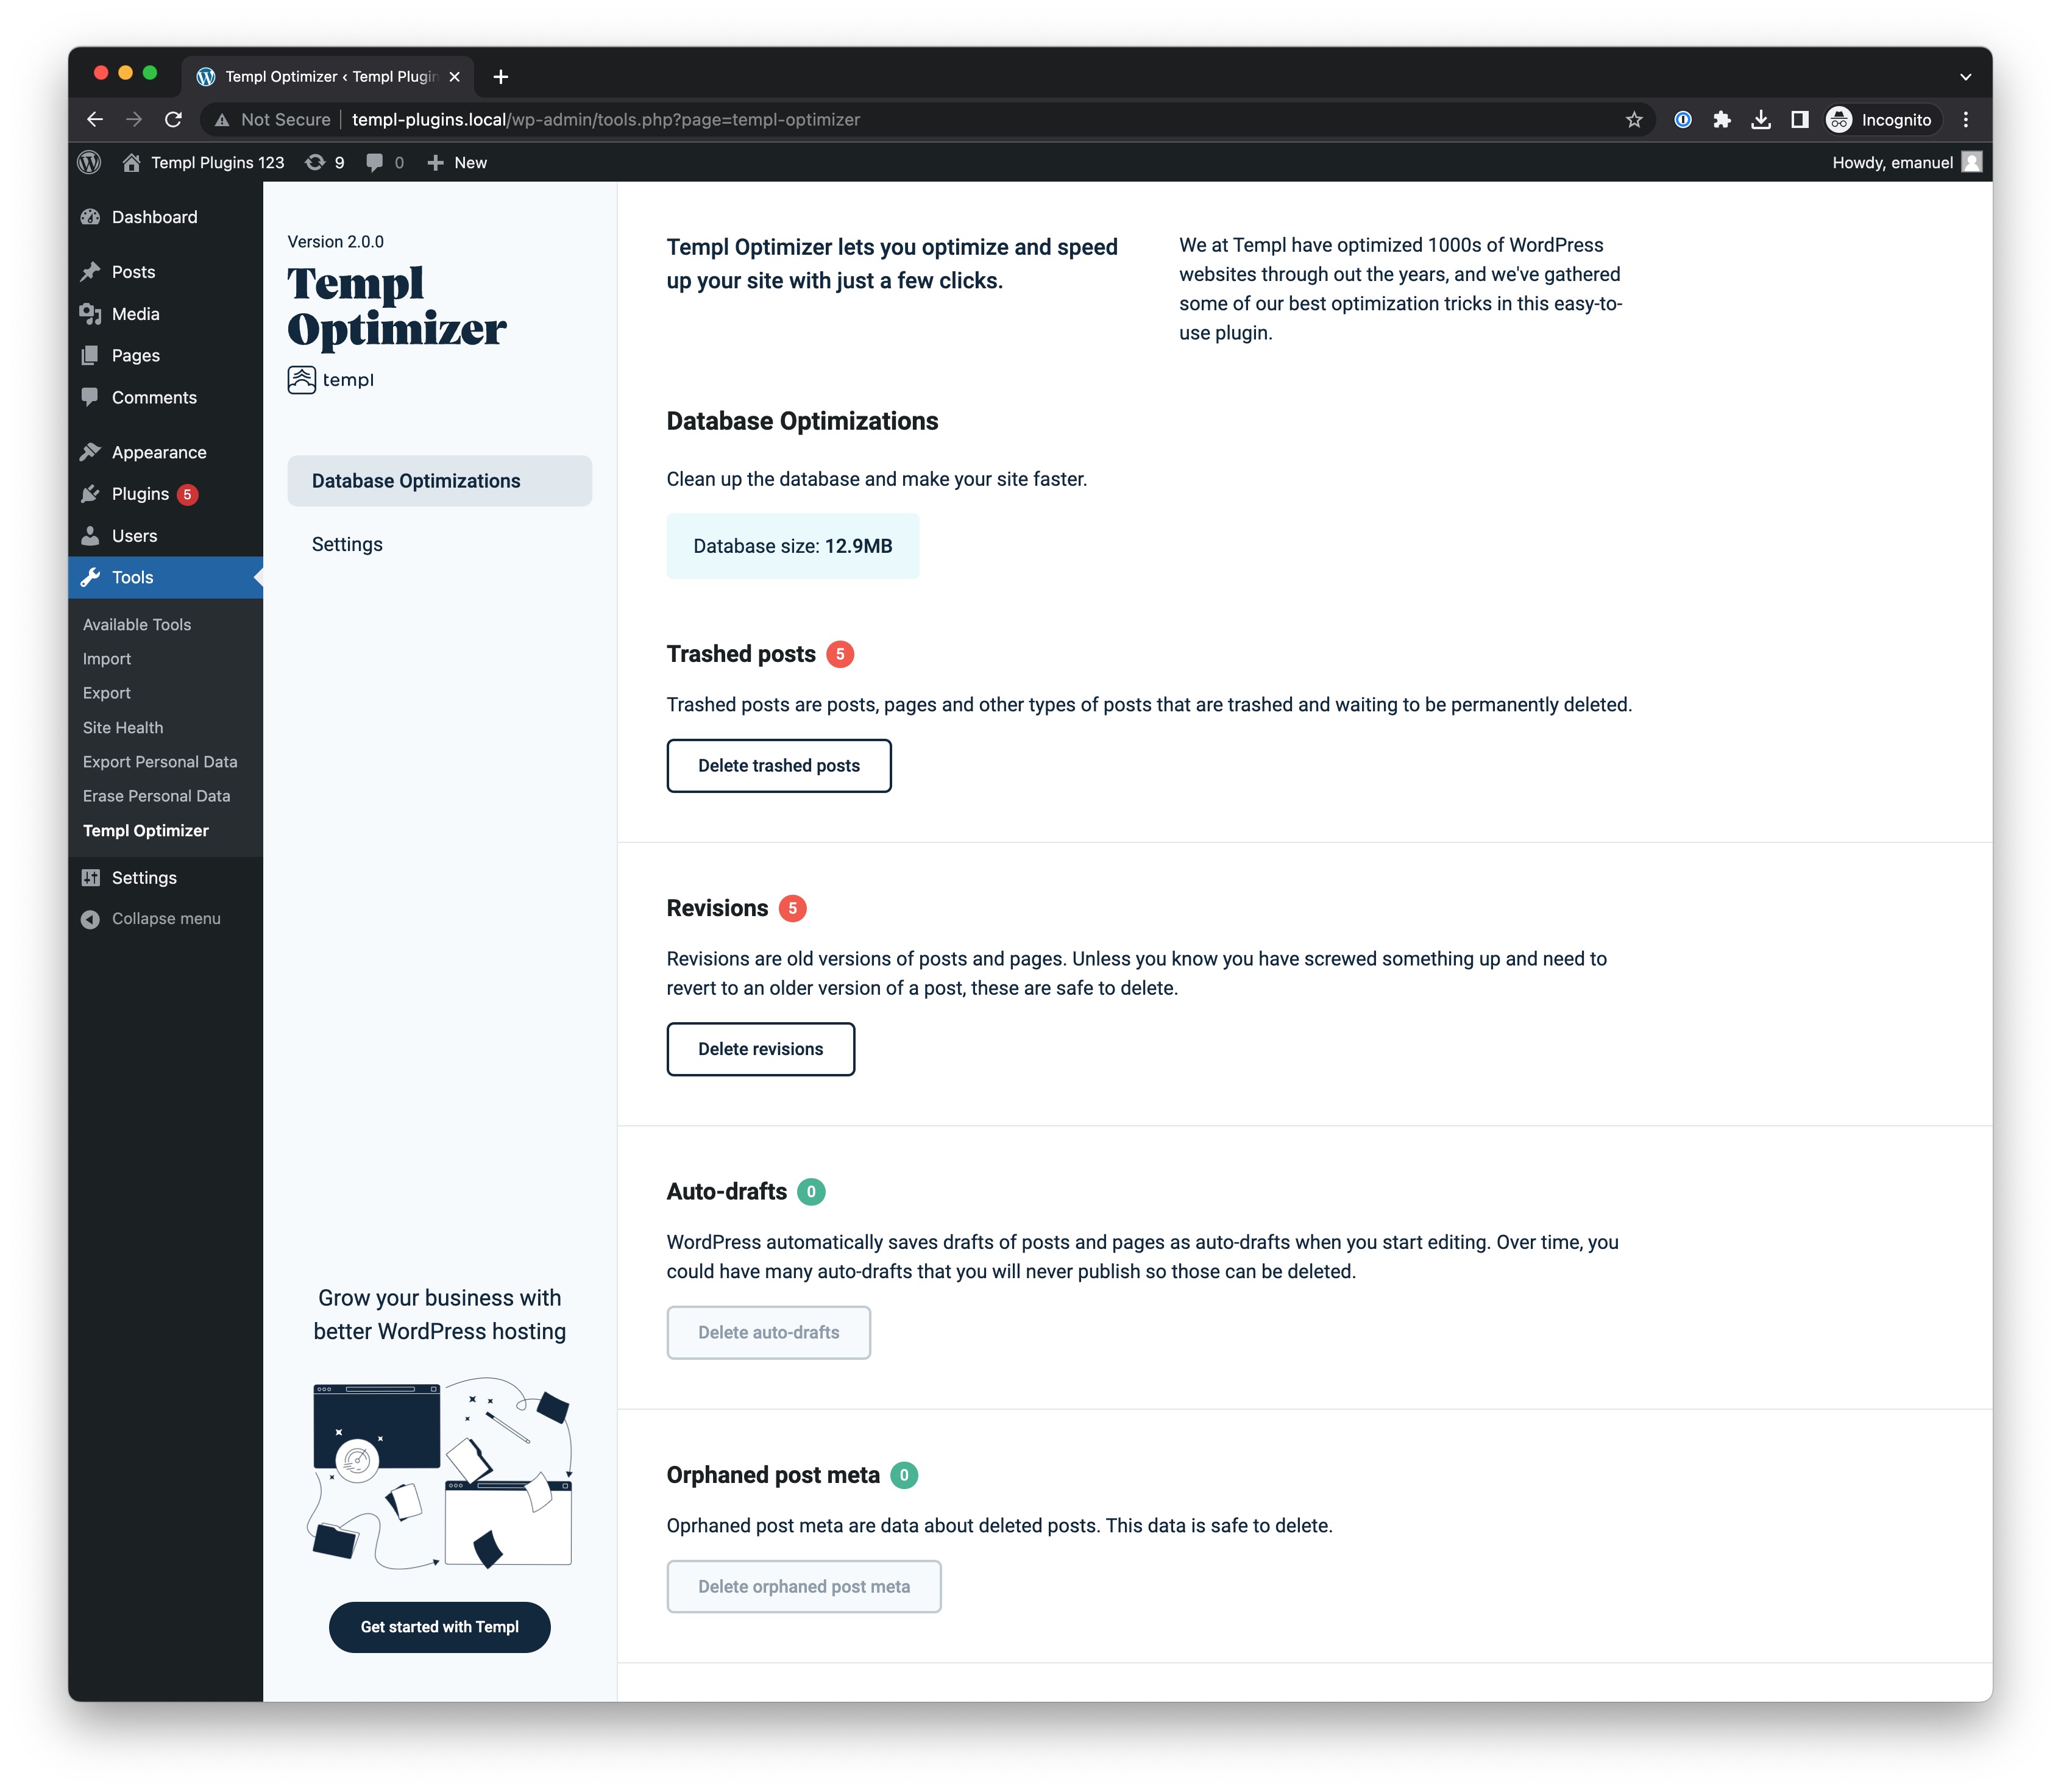 Templ Optimizer ‹ Templ Plugin
Not Secure
templ-plugins.local/wp-admin/tools.php?page=templ-optimizer
Incognito
Templ Plugins 123
9
0
New
Howdy, emanuel
Dashboard
Posts
Media
Pages
Comments
Appearance
Plugins 5
Users
Tools
Available Tools
Import
Export
Site Health
Export Personal Data
Erase Personal Data
Templ Optimizer
Settings
Collapse menu
Version 2.0.0
Templ
Optimizer
templ
Database Optimizations
Settings
Grow your business with
better WordPress hosting
Get started with Templ
Templ Optimizer lets you optimize and speed
up your site with just a few clicks.
We at Templ have optimized 1000s of WordPress
websites through out the years, and we've gathered
some of our best optimization tricks in this easy-to-
use plugin.
Database Optimizations
Clean up the database and make your site faster.
Database size: 12.9MB
Trashed posts 5
Trashed posts are posts, pages and other types of posts that are trashed and waiting to be permanently deleted.
Delete trashed posts
Revisions 5
Revisions are old versions of posts and pages. Unless you know you have screwed something up and need to
revert to an older version of a post, these are safe to delete.
Delete revisions
Auto-drafts 0
WordPress automatically saves drafts of posts and pages as auto-drafts when you start editing. Over time, you
could have many auto-drafts that you will never publish so those can be deleted.
Delete auto-drafts
Orphaned post meta 0
Oprhaned post meta are data about deleted posts. This data is safe to delete.
Delete orphaned post meta